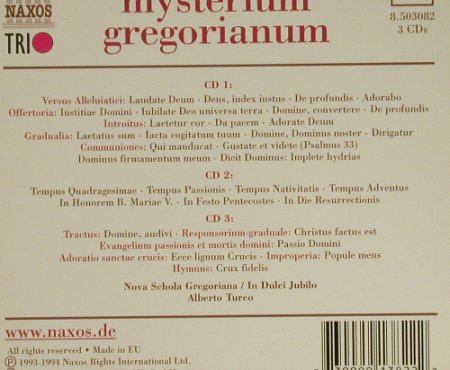 mysterium
NAXOS
TRIO
gregorianum
8.503082
3 CDs
CD 1:
Versus Alleluiatici: Laudate Deum · Deus, iudex iustus · De profundis · Adorabo
Offertoria: Iustitiae Domini · Iubilate Deo universa terra · Domine, convertere · De profundis
Introitus: Laetetur cor · Da pacem · Adorate Deum
Gradualia: Laetatus sum · Iacta cogitatum tuum · Domine, Dominus noster · Dirigatur
Communiones: Qui manducat · Gustate et videte (Psalmus 33)
Dominus firmamentum meum · Dicit Dominus: Implete hydrias
CD 2:
Tempus Quadragesimae · Tempus Passionis · Tempus Nativitatis · Tempus Adventus
In Honorem B. Mariae V. · In Festo Pentecostes · In Die Resurrectionis
CD 3:
Tractus: Domine, audivi · Responsorium-graduale: Christus factus est
Evangelium passionis et mortis domini: Passio Domini
Adoratio sanctae crucis: Ecce lignum Crucis · Improperia: Popule meus
Hymnus: Crux fidelis
Nova Schola Gregoriana / In Dulci Jubilo
Alberto Turco
www.naxos.de
All rights reserved • Made in EU
℗ 1993-1994 Naxos Rights International Ltd.